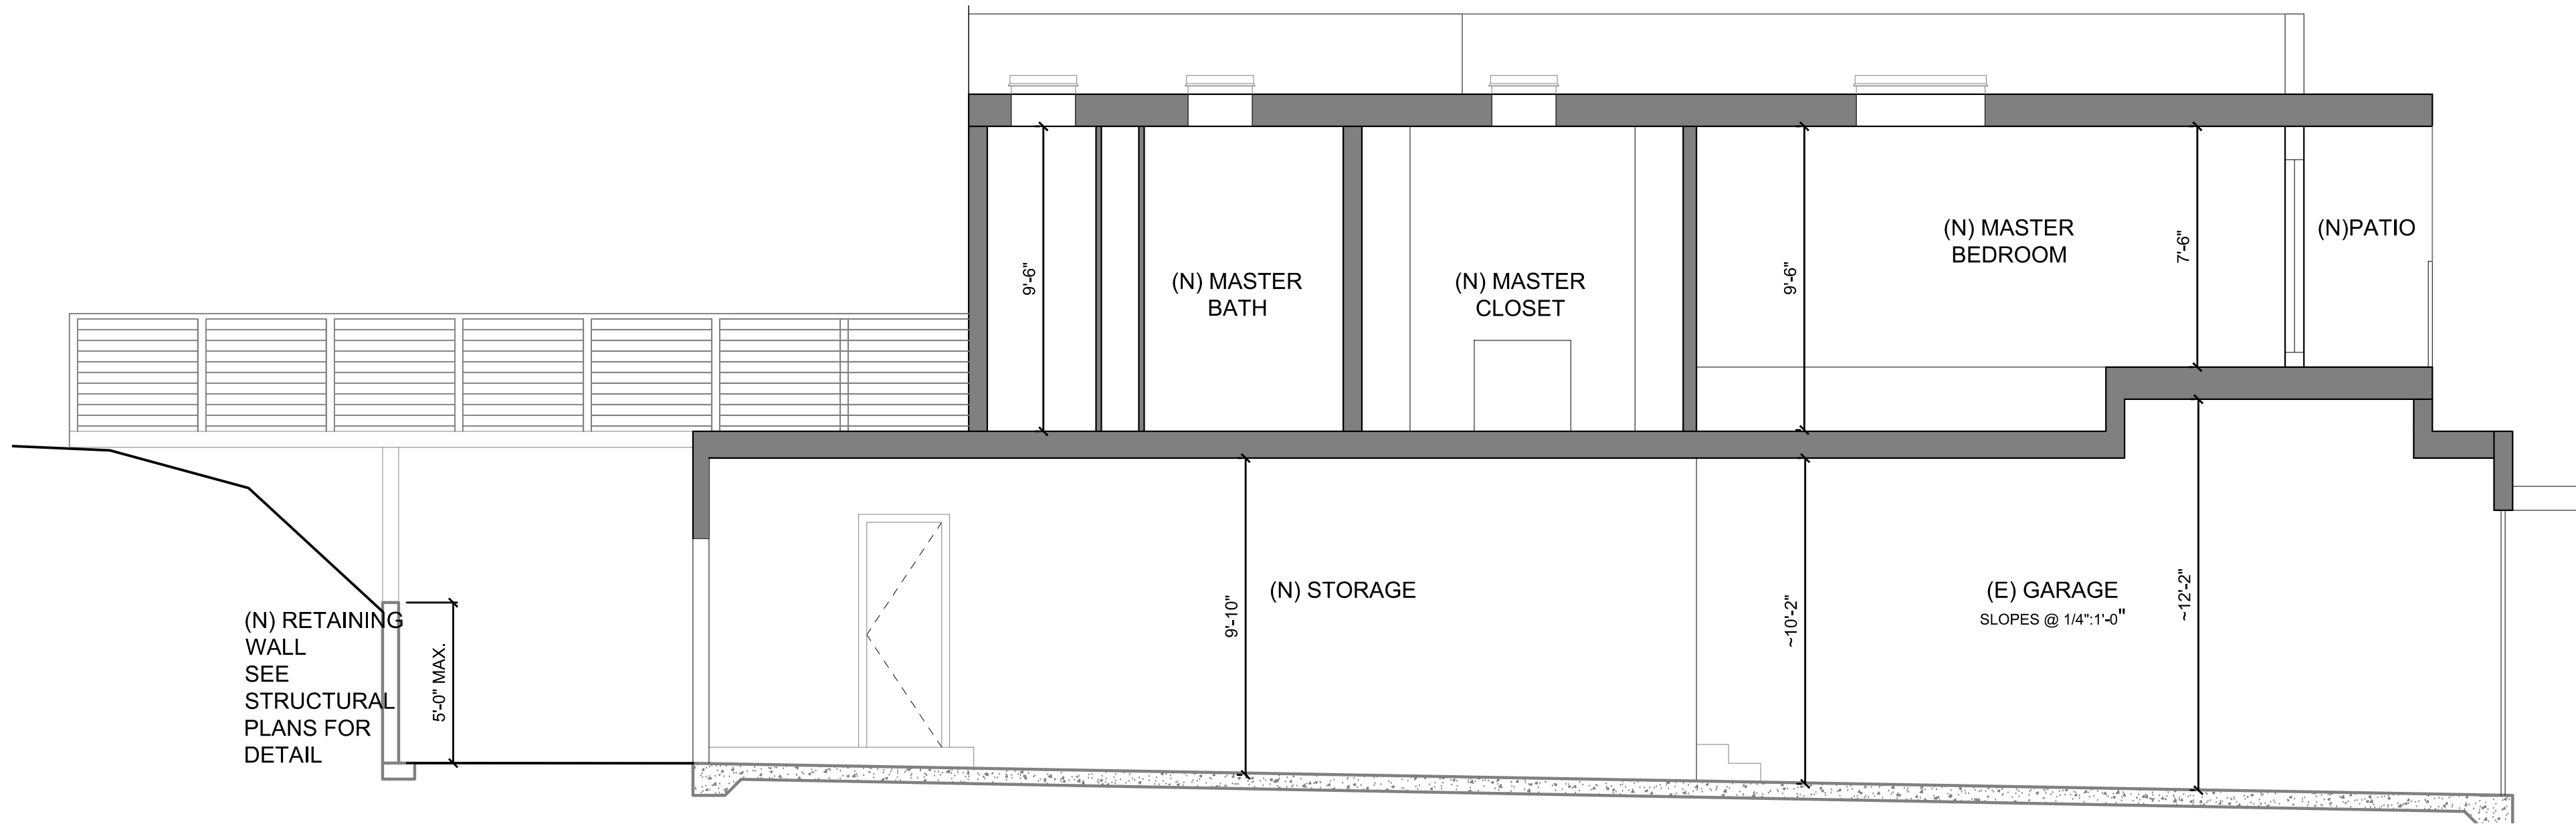 (N) MASTER
BEDROOM
(N)PATIO
7'-6"
9'-6"
9'-6"
(N) MASTER
BATH
(N) MASTER
CLOSET
(N) RETAINING
WALL
SEE
STRUCTURAL
PLANS FOR
DETAIL
5'-0" MAX.
9'-10"
(N) STORAGE
~10'-2"
(E) GARAGE
SLOPES @ 1/4":1'-0"
~12'-2"